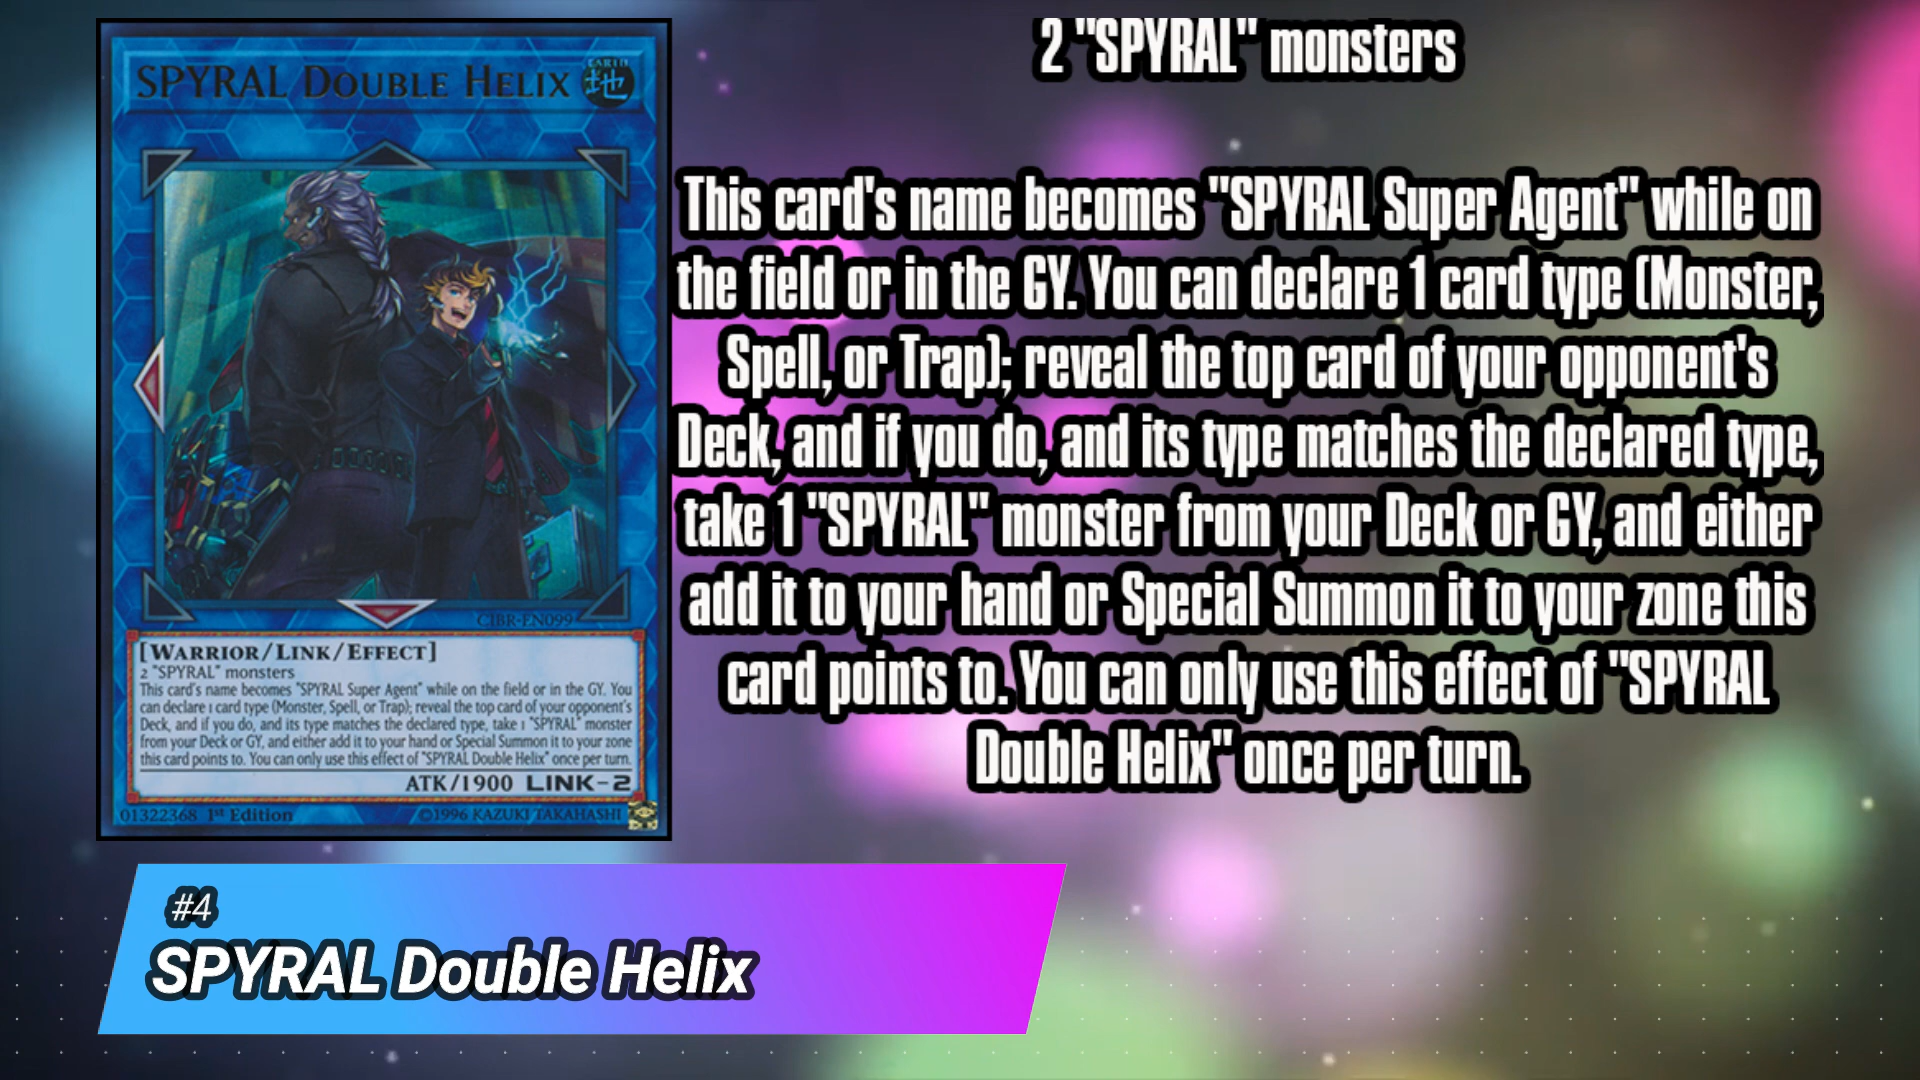 SPYRAL DOUBLE HELIX
EARTH
地
CIBR-EN099
[WARRIOR/LINK/EFFECT]
2 "SPYRAL" monsters
This card's name becomes "SPYRAL Super Agent" while on the field or in the GY. You
can declare 1 card type (Monster, Spell, or Trap); reveal the top card of your opponent's
Deck, and if you do, and its type matches the declared type, take 1 "SPYRAL" monster
from your Deck or GY, and either add it to your hand or Special Summon it to your zone
this card points to. You can only use this effect of "SPYRAL Double Helix" once per turn.
ATK/1900 LINK-2
01322368 1st Edition ©1996 KAZUKI TAKAHASHI
2 "SPYRAL" monsters
This card's name becomes "SPYRAL Super Agent" while on
the field or in the GY. You can declare 1 card type (Monster,
Spell, or Trap); reveal the top card of your opponent's
Deck, and if you do, and its type matches the declared type,
take 1 "SPYRAL" monster from your Deck or GY, and either
add it to your hand or Special Summon it to your zone this
card points to. You can only use this effect of "SPYRAL
Double Helix" once per turn.
#4
SPYRAL Double Helix